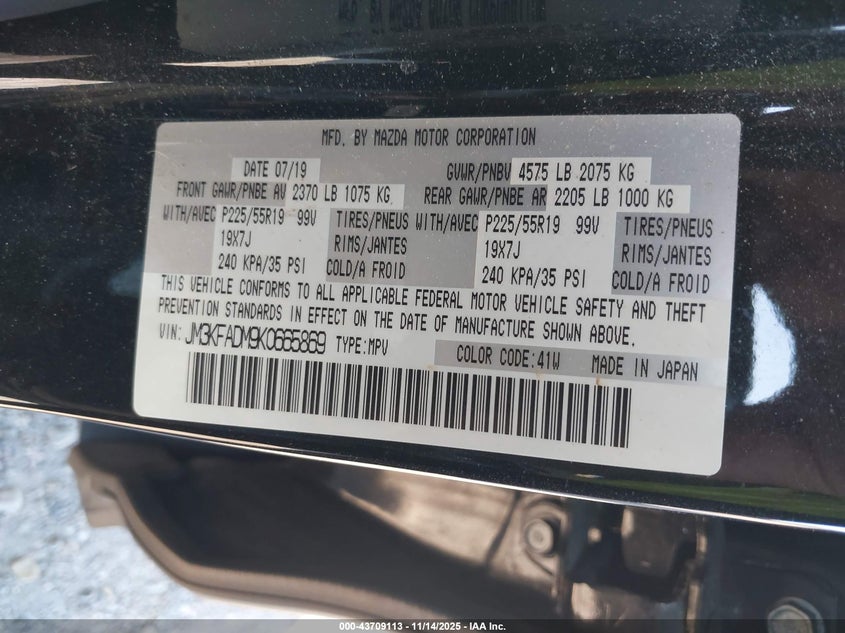 MFD. BY MAZDA MOTOR CORPORATION
DATE 07/19 GVWR/PNBV 4575 LB 2075 KG
FRONT GAWR/PNBE AV 2370 LB 1075 KG REAR GAWR/PNBE AR 2205 LB 1000 KG
WITH/AVEC P225/55R19 99V TIRES/PNEUS WITH/AVEC P225/55R19 99V TIRES/PNEUS
19X7J RIMS/JANTES 19X7J RIMS/JANTES
240 KPA/35 PSI COLD/A FROID 240 KPA/35 PSI COLD/A FROID
THIS VEHICLE CONFORMS TO ALL APPLICABLE FEDERAL MOTOR VEHICLE SAFETY AND THEFT
PREVENTION STANDARDS IN EFFECT ON THE DATE OF MANUFACTURE SHOWN ABOVE.
VIN: JM3KFADM9K0665869 TYPE:MPV COLOR CODE:41W MADE IN JAPAN
000-43709113 - 11/14/2025 - IAA Inc.